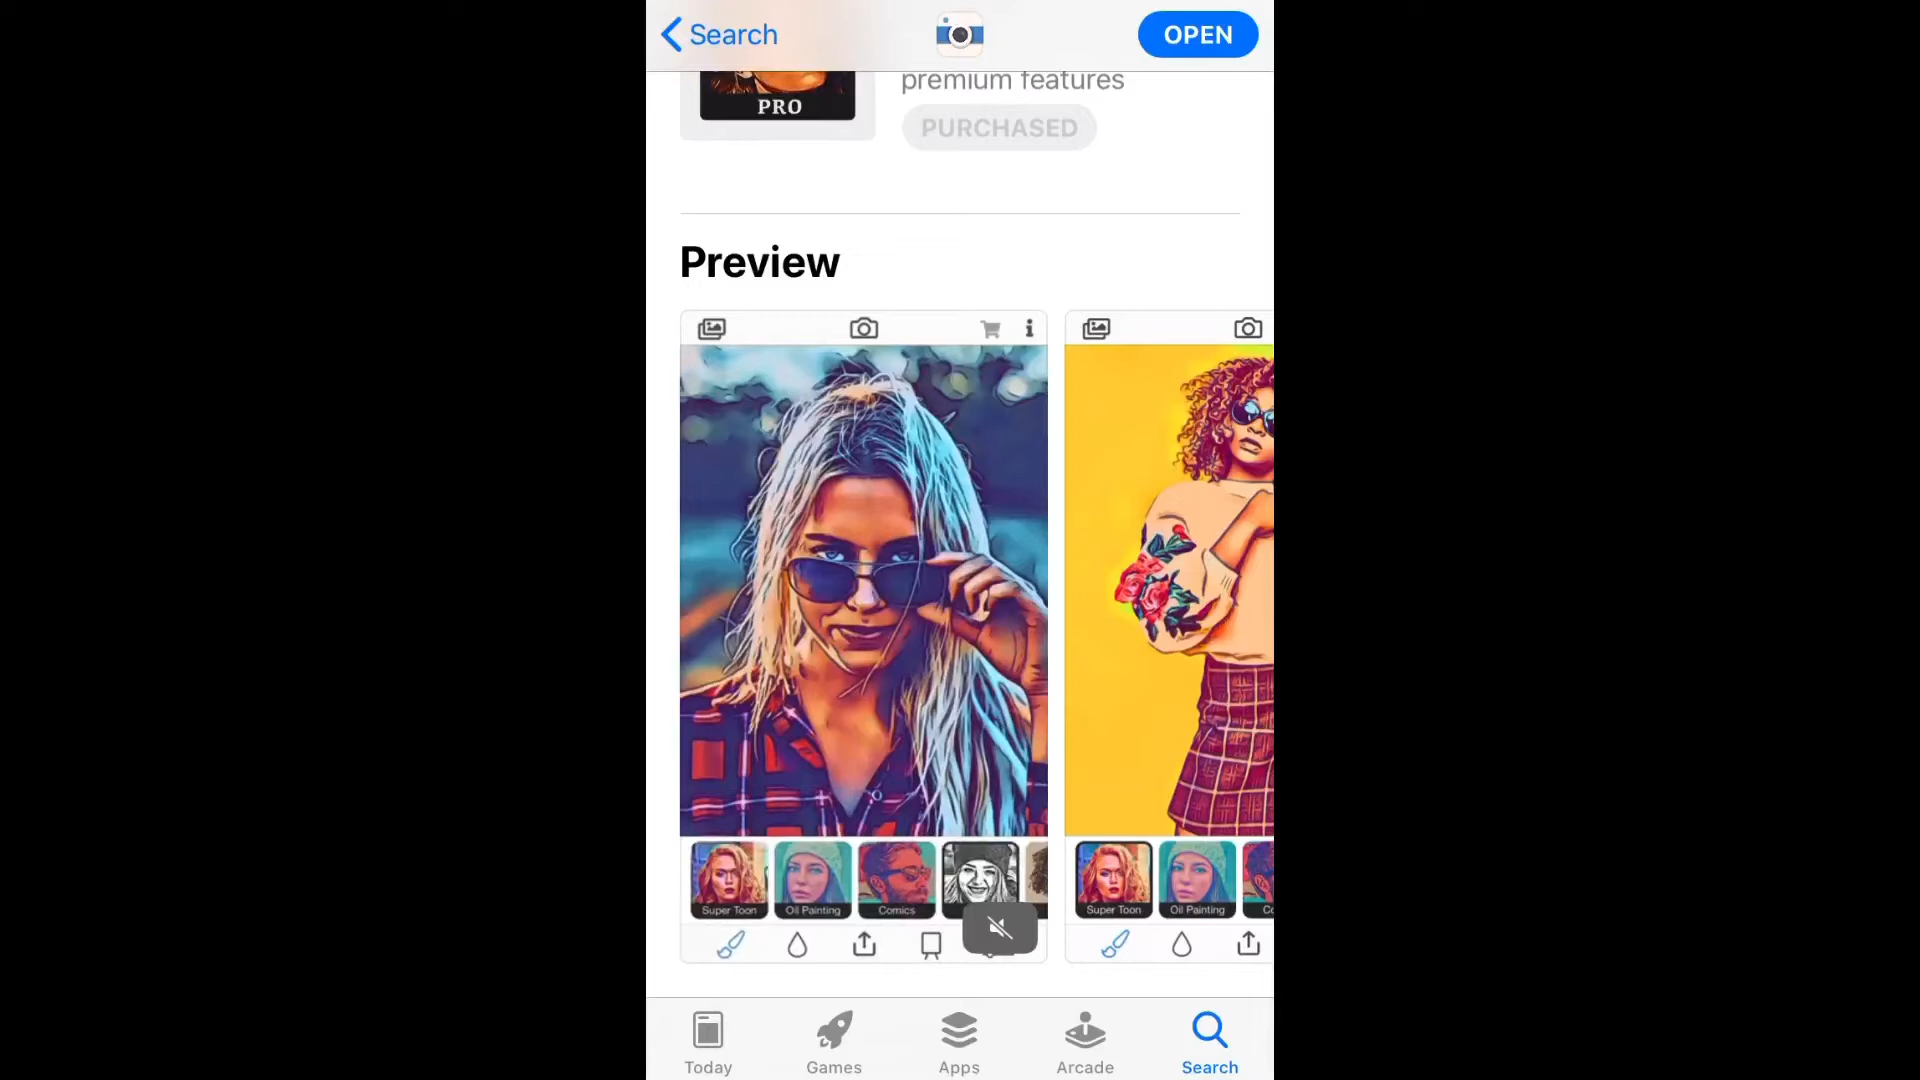 Search
OPEN
premium features
PRO
PURCHASED
Preview
Super Toon
Oil Painting
Comics
Super Toon
Oil Painting
Co
Today
Games
Apps
Arcade
Search